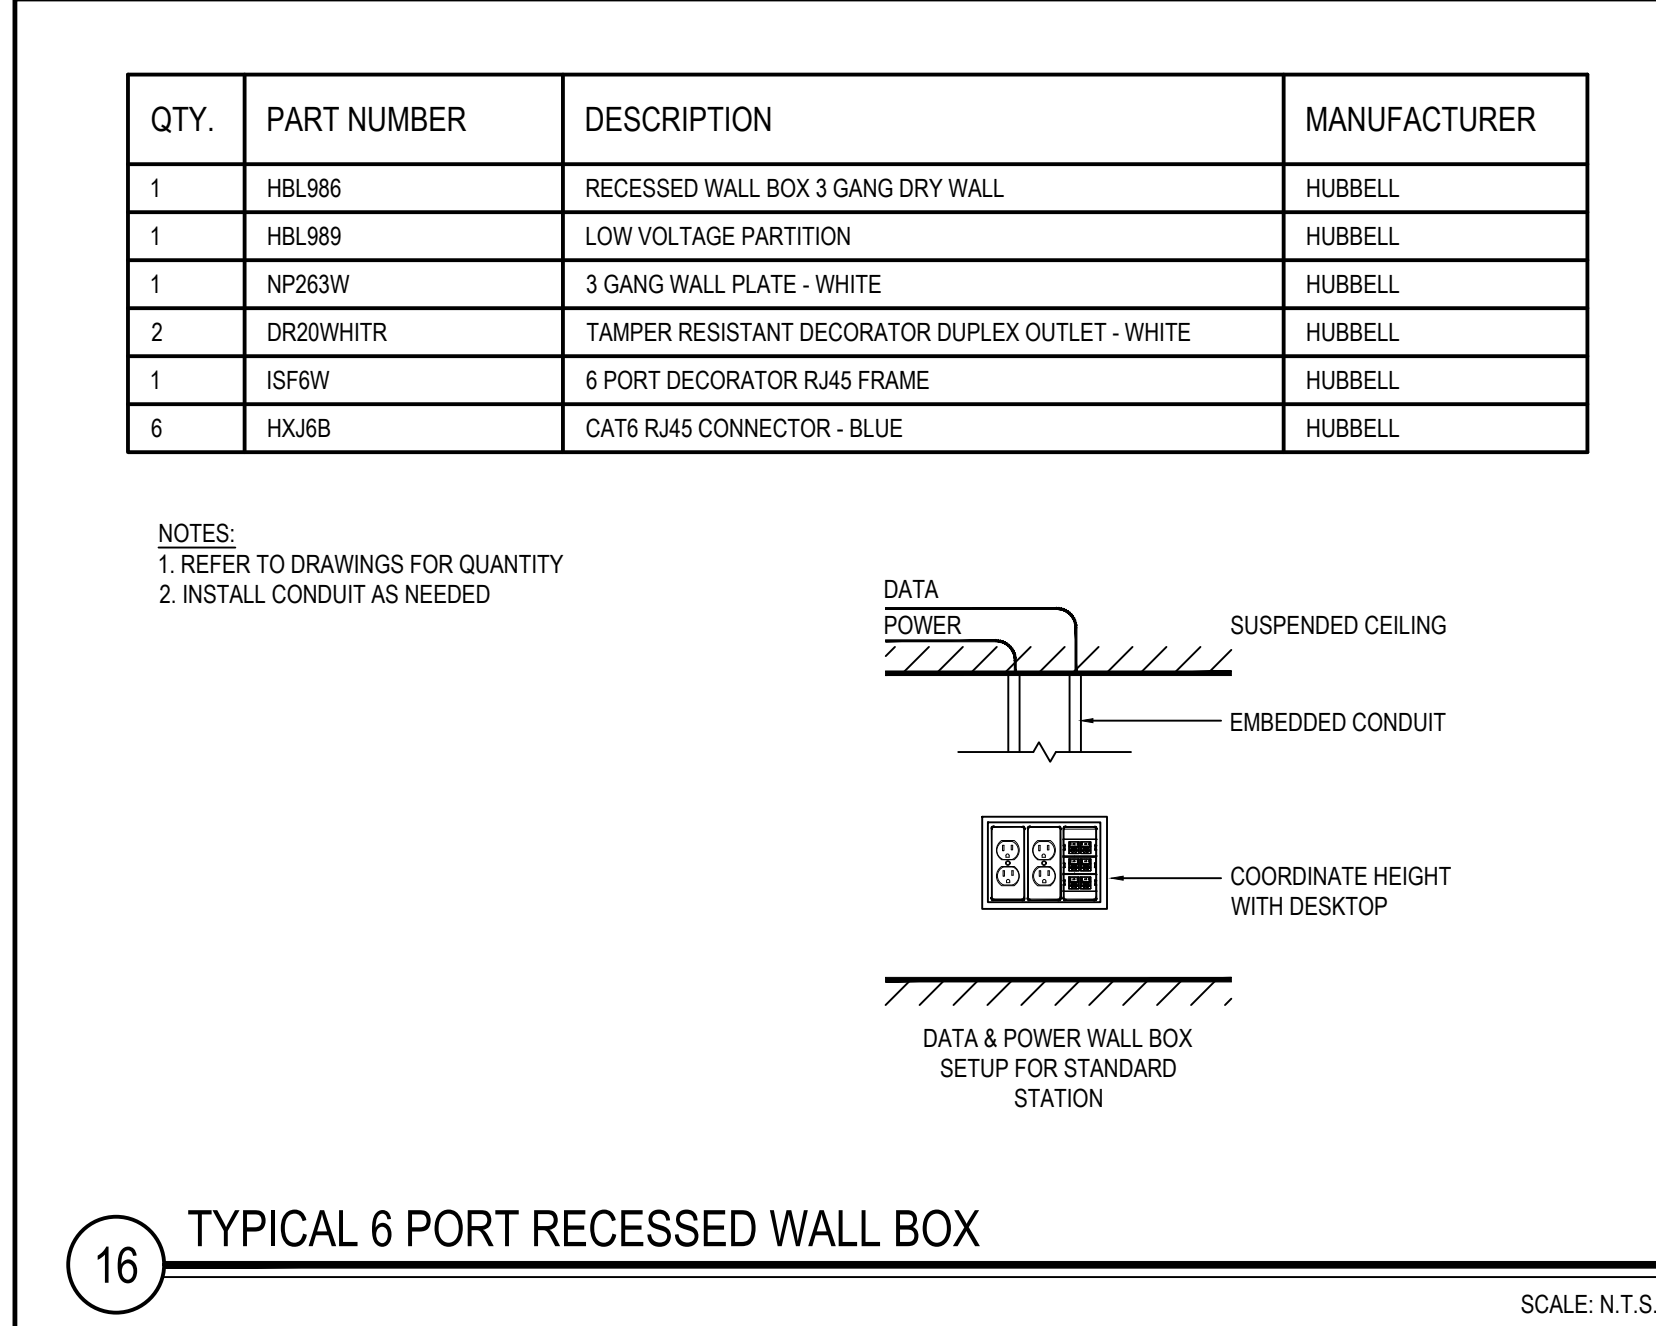 QTY. PART NUMBER DESCRIPTION MANUFACTURER
1 HBL986 RECESSED WALL BOX 3 GANG DRY WALL HUBBELL
1 HBL989 LOW VOLTAGE PARTITION HUBBELL
1 NP263W 3 GANG WALL PLATE - WHITE HUBBELL
2 DR20WHITR TAMPER RESISTANT DECORATOR DUPLEX OUTLET - WHITE HUBBELL
1 ISF6W 6 PORT DECORATOR RJ45 FRAME HUBBELL
6 HXJ6B CAT6 RJ45 CONNECTOR - BLUE HUBBELL
NOTES:
1. REFER TO DRAWINGS FOR QUANTITY
2. INSTALL CONDUIT AS NEEDED
DATA
POWER
SUSPENDED CEILING
EMBEDDED CONDUIT
COORDINATE HEIGHT
WITH DESKTOP
DATA & POWER WALL BOX
SETUP FOR STANDARD
STATION
16 TYPICAL 6 PORT RECESSED WALL BOX
SCALE: N.T.S.